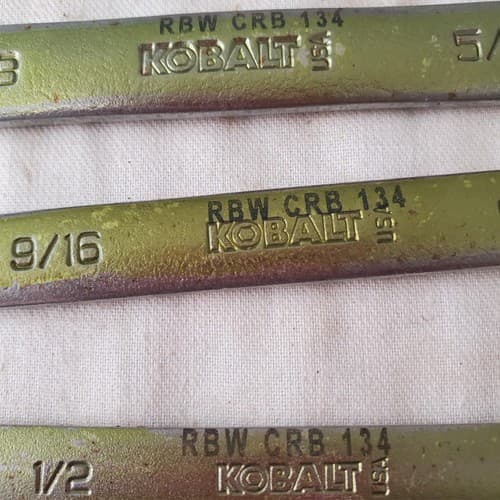 RBW CRB 134
KOBALT USA
5/
RBW CRB 134
9/16 KOBALT USA
RBW CRB 134
1/2 KOBALT USA